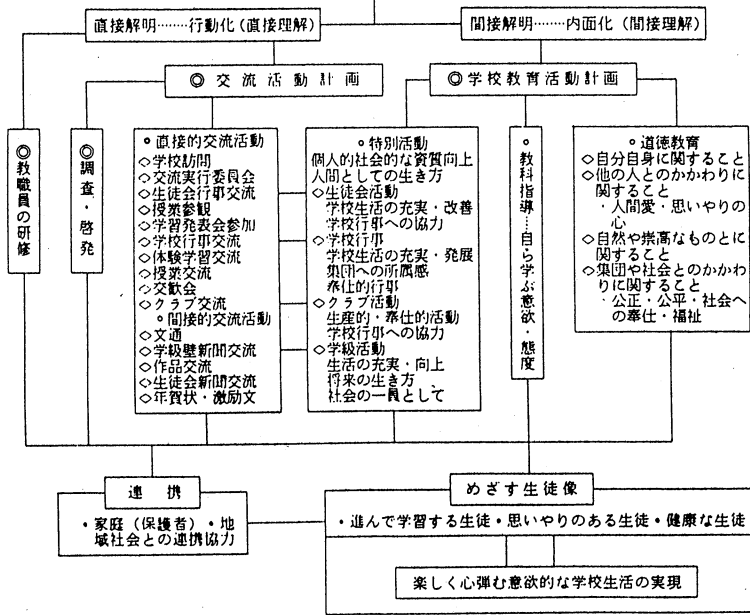 直接解明……行動化(直接理解)
間接解明……内面化(間接理解)
◎交流活動計画
◎学校教育活動計画
◎教職員の研修
◎調査・啓発
◦直接的交流活動
◇学校訪問
◇交流実行委員会
◇生徒会行事交流
◇授業参観
◇学習発表会参加
◇学校行事交流
◇体験学習交流
◇授業交流
◇交歓会
◇クラブ交流
◦間接的交流活動
◇文通
◇学級壁新聞交流
◇作品交流
◇生徒会新聞交流
◇年賀状・激励文
◦特別活動
個人的社会的な資質向上
人間としての生き方
◇生徒会活動
学校生活の充実・改善
学校行事への協力
◇学校行事
学校生活の充実・発展
集団への所属感
奉仕的行事
◇クラブ活動
生産的・奉仕的活動
学校行事への協力
◇学級活動
生活の充実・向上
将来の生き方
社会の一員として
◦教科指導…自ら学ぶ意欲・態度
◦道徳教育
◇自分自身に関すること
◇他の人とのかかわりに
関すること
・人間愛・思いやりの
心
◇自然や崇高なものとに
関すること
◇集団や社会とのかかわ
りに関すること
・公正・公平・社会へ
の奉仕・福祉
連携
・家庭(保護者)・地
域社会との連携協力
めざす生徒像
・進んで学習する生徒・思いやりのある生徒・健康な生徒
楽しく心弾む意欲的な学校生活の実現